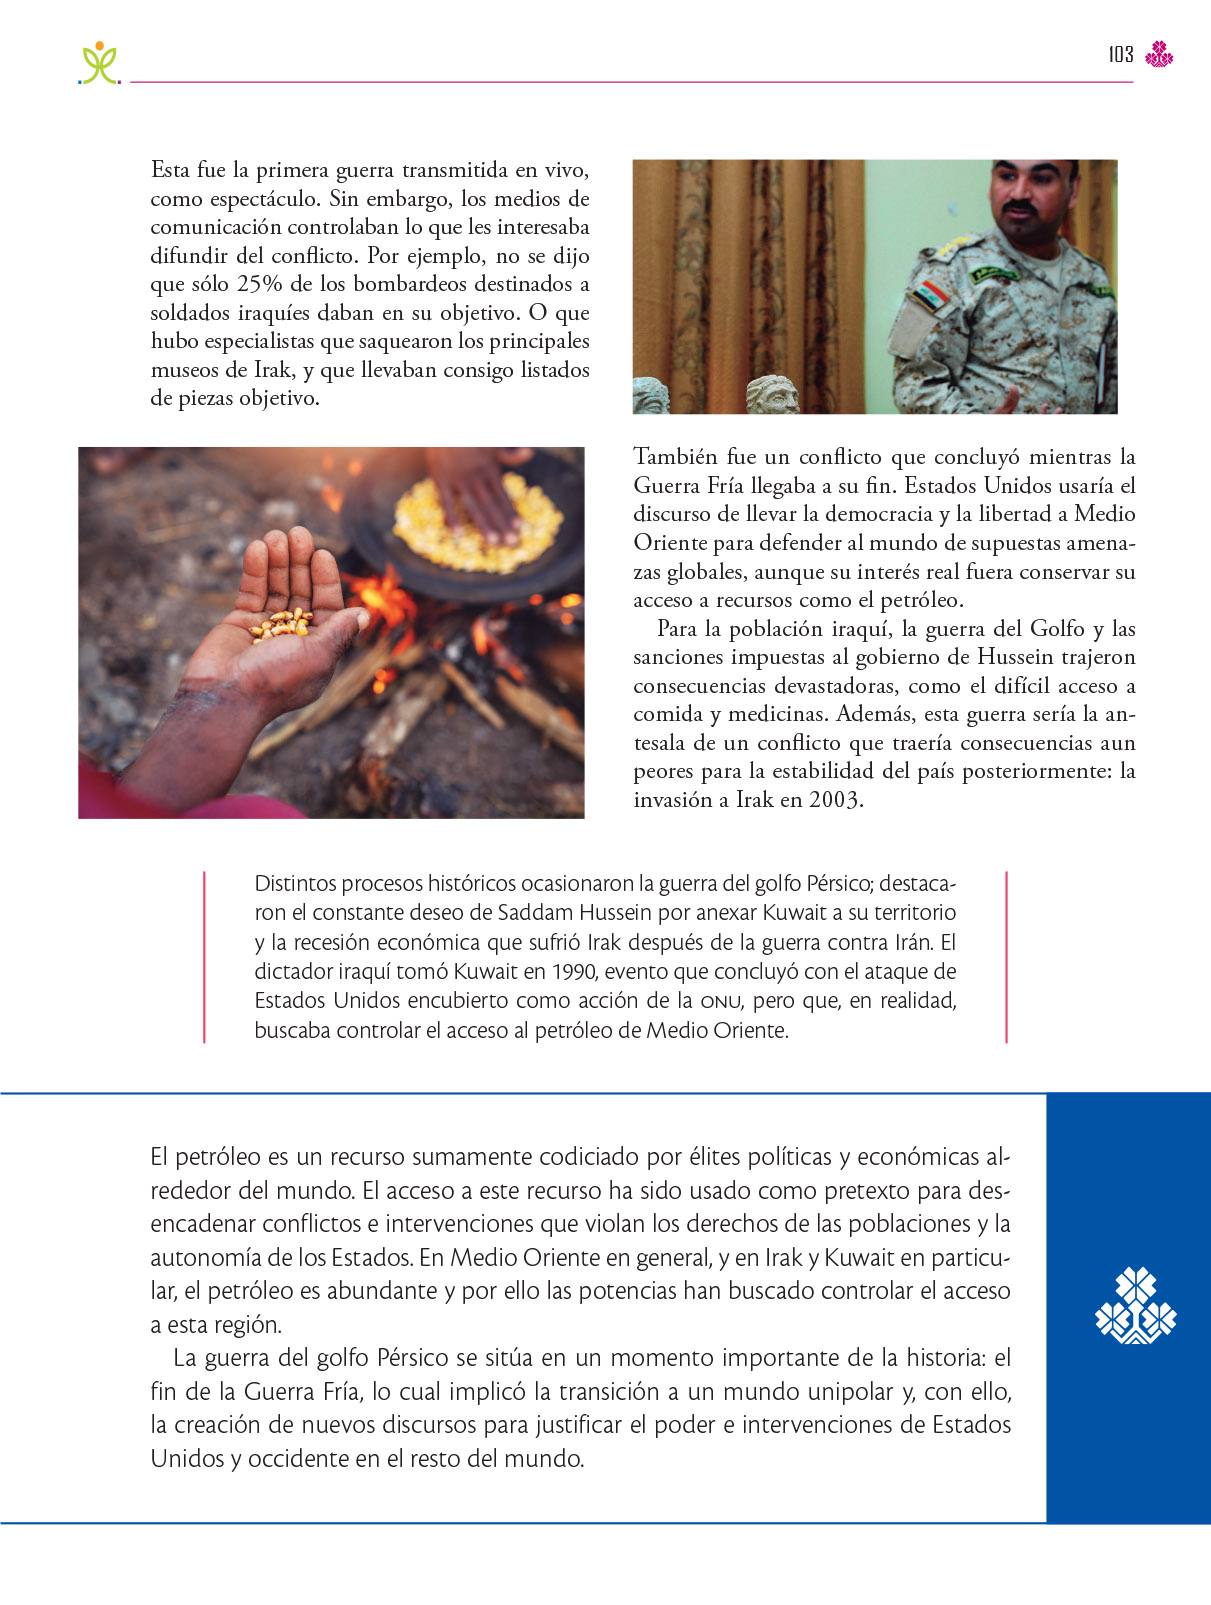 103
Esta fue la primera guerra transmitida en vivo,
como espectáculo. Sin embargo, los medios de
comunicación controlaban lo que les interesaba
difundir del conflicto. Por ejemplo, no se dijo
que sólo 25% de los bombardeos destinados a
soldados iraquíes daban en su objetivo. O que
hubo especialistas que saquearon los principales
museos de Irak, y que llevaban consigo listados
de piezas objetivo.
También fue un conflicto que concluyó mientras la
Guerra Fría llegaba a su fin. Estados Unidos usaría el
discurso de llevar la democracia y la libertad a Medio
Oriente para defender al mundo de supuestas amena-
zas globales, aunque su interés real fuera conservar su
acceso a recursos como el petróleo.
Para la población iraquí, la guerra del Golfo y las
sanciones impuestas al gobierno de Hussein trajeron
consecuencias devastadoras, como el difícil acceso a
comida y medicinas. Además, esta guerra sería la an-
tesala de un conflicto que traería consecuencias aun
peores para la estabilidad del país posteriormente: la
invasión a Irak en 2003.
Distintos procesos históricos ocasionaron la guerra del golfo Pérsico; destaca-
ron el constante deseo de Saddam Hussein por anexar Kuwait a su territorio
y la recesión económica que sufrió Irak después de la guerra contra Irán. El
dictador iraquí tomó Kuwait en 1990, evento que concluyó con el ataque de
Estados Unidos encubierto como acción de la ONU, pero que, en realidad,
buscaba controlar el acceso al petróleo de Medio Oriente.
El petróleo es un recurso sumamente codiciado por élites políticas y económicas al-
rededor del mundo. El acceso a este recurso ha sido usado como pretexto para des-
encadenar conflictos e intervenciones que violan los derechos de las poblaciones y la
autonomía de los Estados. En Medio Oriente en general, y en Irak y Kuwait en particu-
lar, el petróleo es abundante y por ello las potencias han buscado controlar el acceso
a esta región.
La guerra del golfo Pérsico se sitúa en un momento importante de la historia: el
fin de la Guerra Fría, lo cual implicó la transición a un mundo unipolar y, con ello,
la creación de nuevos discursos para justificar el poder e intervenciones de Estados
Unidos y occidente en el resto del mundo.